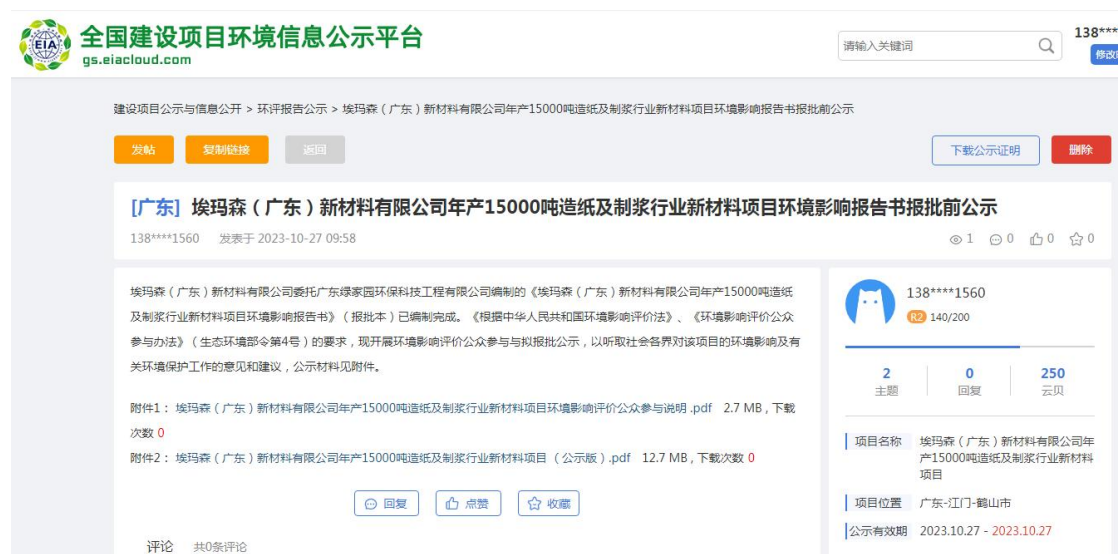 EIA
全国建设项目环境信息公示平台
gs.eiacloud.com
请输入关键词
138***
修改
建设项目公示与信息公开 > 环评报告公示 > 埃玛森（广东）新材料有限公司年产15000吨造纸及制浆行业新材料项目环境影响报告书报批前公示
发帖 复制链接 返回 下载公示证明 删除
[广东] 埃玛森（广东）新材料有限公司年产15000吨造纸及制浆行业新材料项目环境影响报告书报批前公示
138****1560 发表于 2023-10-27 09:58 1 0 0 0
埃玛森（广东）新材料有限公司委托广东绿家园环保科技工程有限公司编制的《埃玛森（广东）新材料有限公司年产15000吨造纸
及制浆行业新材料项目环境影响报告书》（报批本）已编制完成。《根据中华人民共和国环境影响评价法》、《环境影响评价公众
参与办法》（生态环境部令第4号）的要求，现开展环境影响评价公众参与与拟报批公示，以听取社会各界对该项目的环境影响及有
关环境保护工作的意见和建议，公示材料见附件。
附件1： 埃玛森（广东）新材料有限公司年产15000吨造纸及制浆行业新材料项目环境影响评价公众参与说明 .pdf 2.7 MB , 下载
次数 0
附件2： 埃玛森（广东）新材料有限公司年产15000吨造纸及制浆行业新材料项目 （公示版）.pdf 12.7 MB , 下载次数 0
回复 点赞 收藏
评论 共0条评论
138****1560
R2 140/200
2 0 250
主题 回复 云贝
项目名称 埃玛森（广东）新材料有限公司年
产15000吨造纸及制浆行业新材料
项目
项目位置 广东-江门-鹤山市
公示有效期 2023.10.27 - 2023.10.27